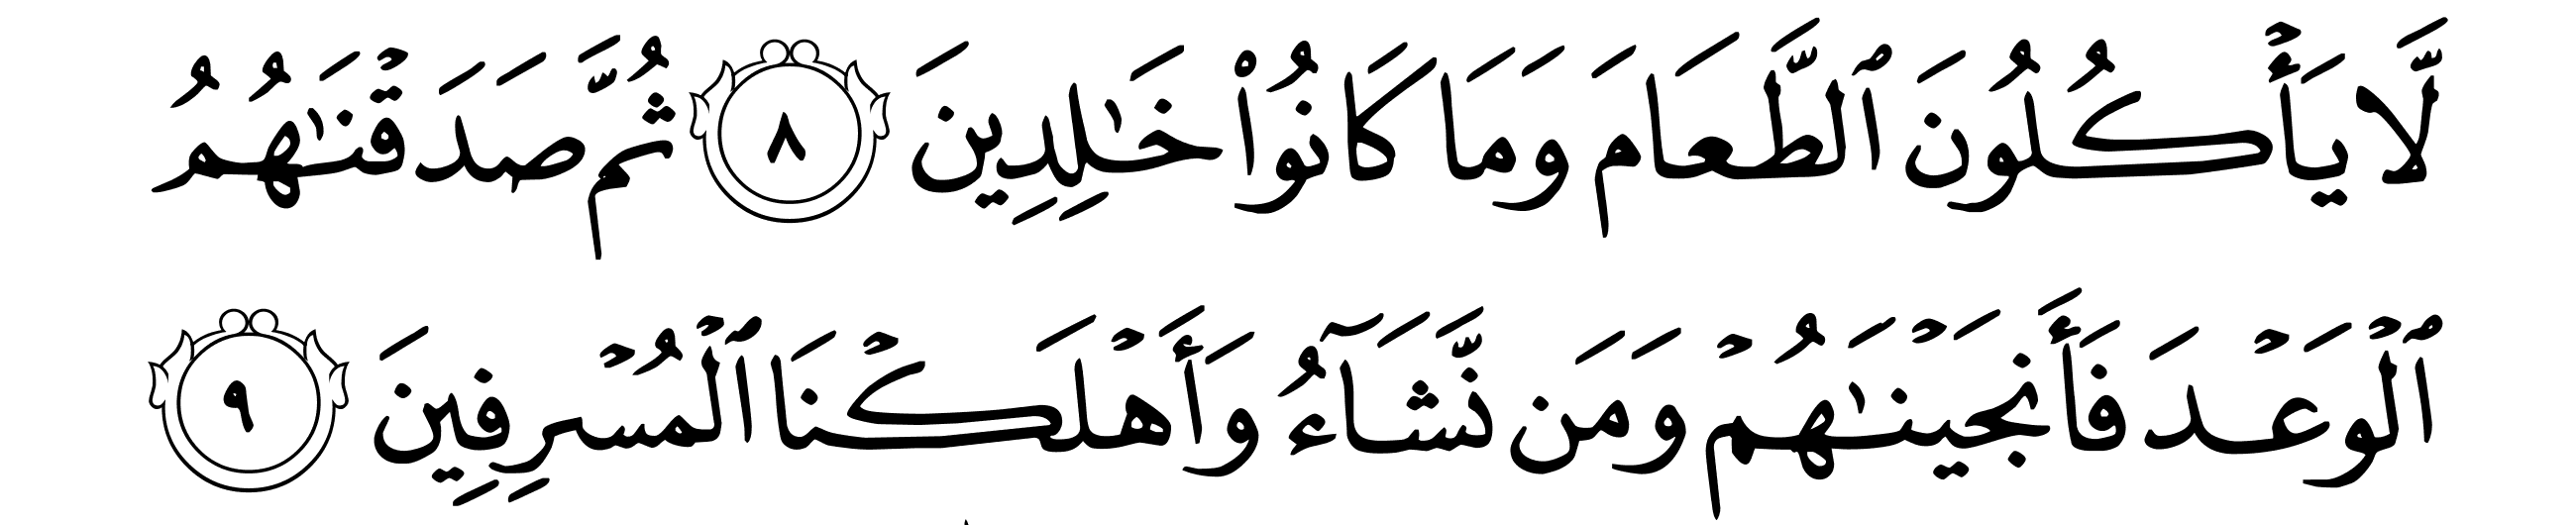 لَّا يَأۡكُلُونَ ٱلطَّعَامَ وَمَا كَانُواْ خَٰلِدِينَ ٨ ثُمَّ صَدَقۡنَٰهُمُ
ٱلۡوَعۡدَ فَأَنجَيۡنَٰهُمۡ وَمَن نَّشَآءُ وَأَهۡلَكۡنَا ٱلۡمُسۡرِفِينَ ٩